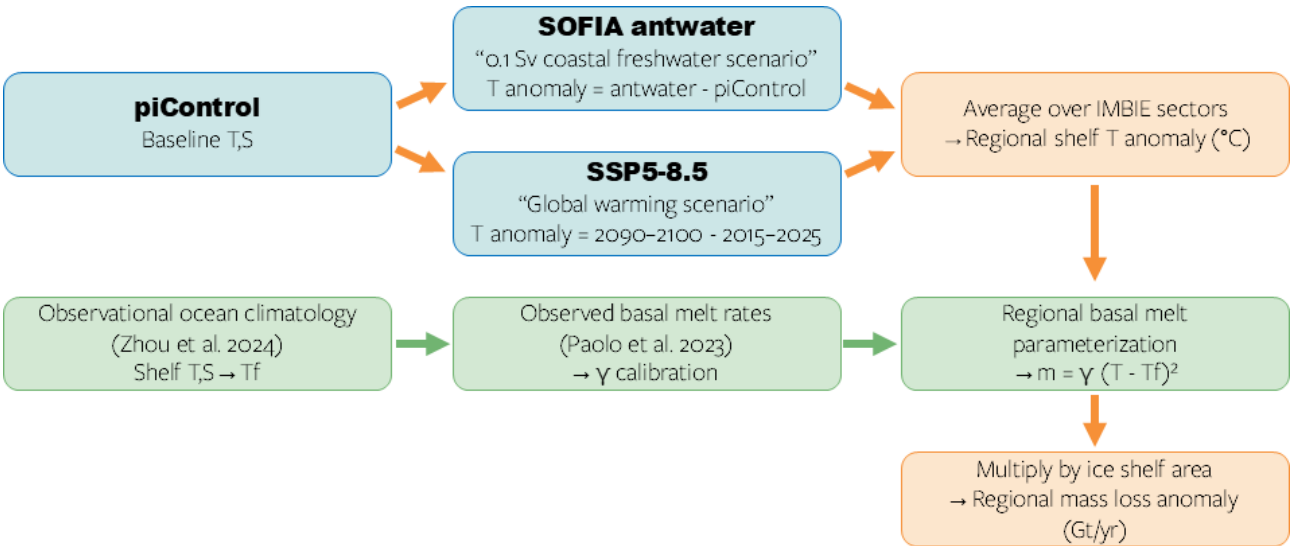 SOFIA antwater
“0.1 Sv coastal freshwater scenario”
T anomaly = antwater - piControl
piControl
Baseline T,S
Average over IMBIE sectors
→Regional shelf T anomaly (°C)
SSP5-8.5
“Global warming scenario”
T anomaly = 2090–2100 - 2015–2025
Observational ocean climatology
(Zhou et al. 2024)
Shelf T,S → Tf
Observed basal melt rates
(Paolo et al. 2023)
→ γ calibration
Regional basal melt
parameterization
→ m = γ (T - Tf)²
Multiply by ice shelf area
→ Regional mass loss anomaly
(Gt/yr)